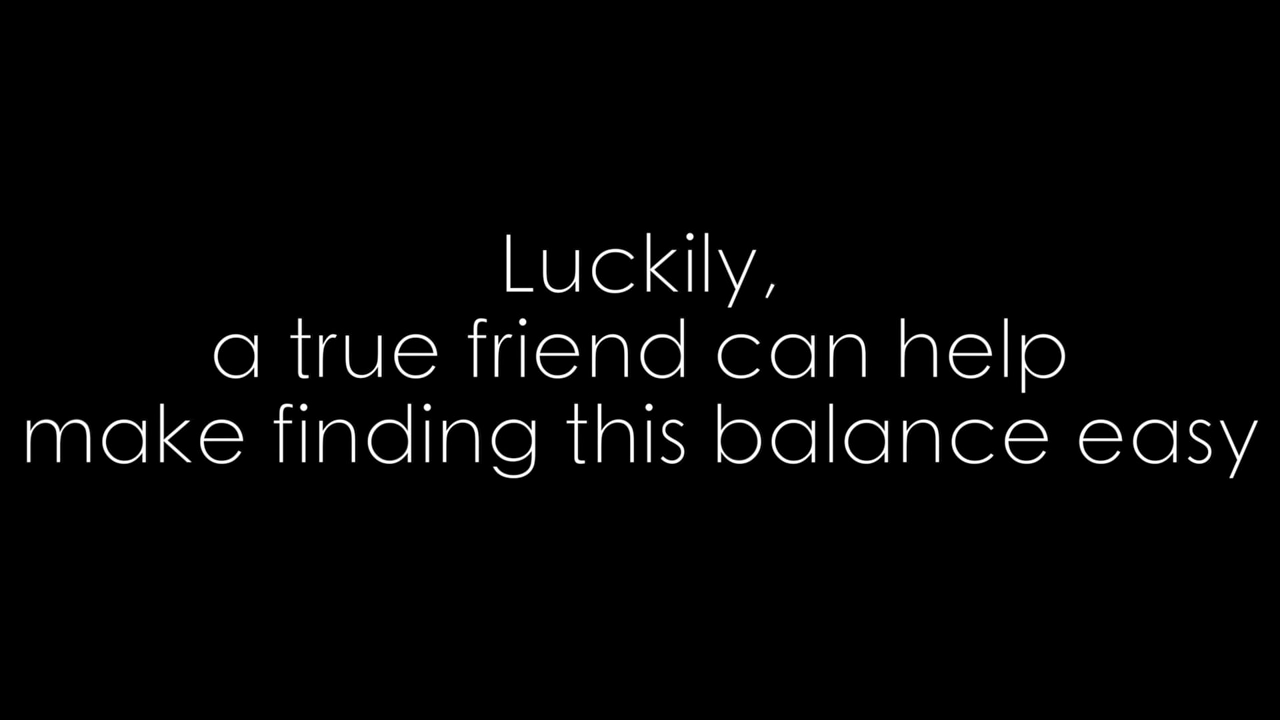 Luckily,
a true friend can help
make finding this balance easy